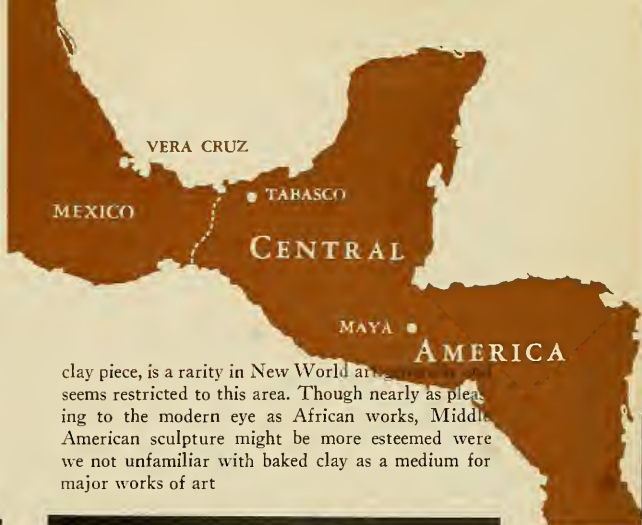 VERA CRUZ
TABASCO
MEXICO
CENTRAL
MAYA
AMERICA
clay piece, is a rarity in New World
seems restricted to this area. Though nearly as pleas-
ing to the modern eye as African works, Middle
American sculpture might be more esteemed were
we not unfamiliar with baked clay as a medium for
major works of art